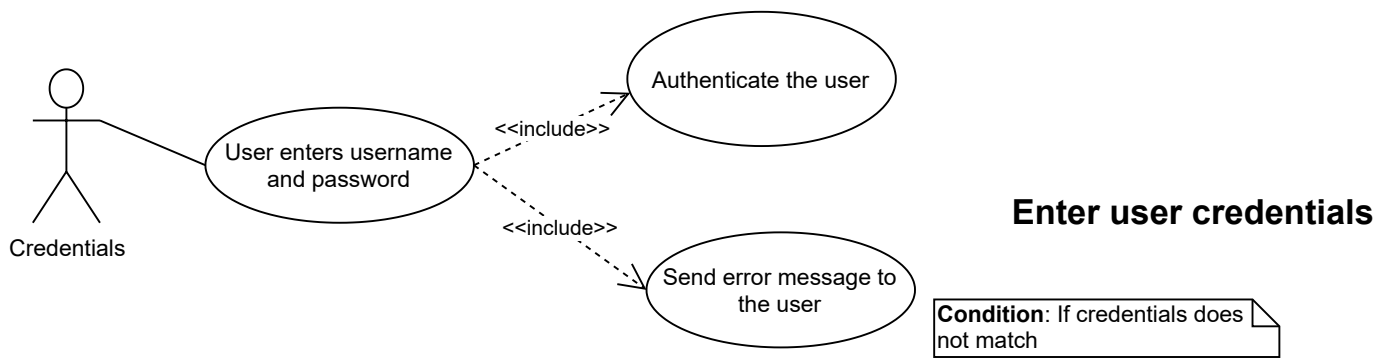 Authenticate the user
<<include>>
User enters username
and password
Enter user credentials
<<include>>
Credentials
Send error message to
the user
Condition: If credentials does
not match